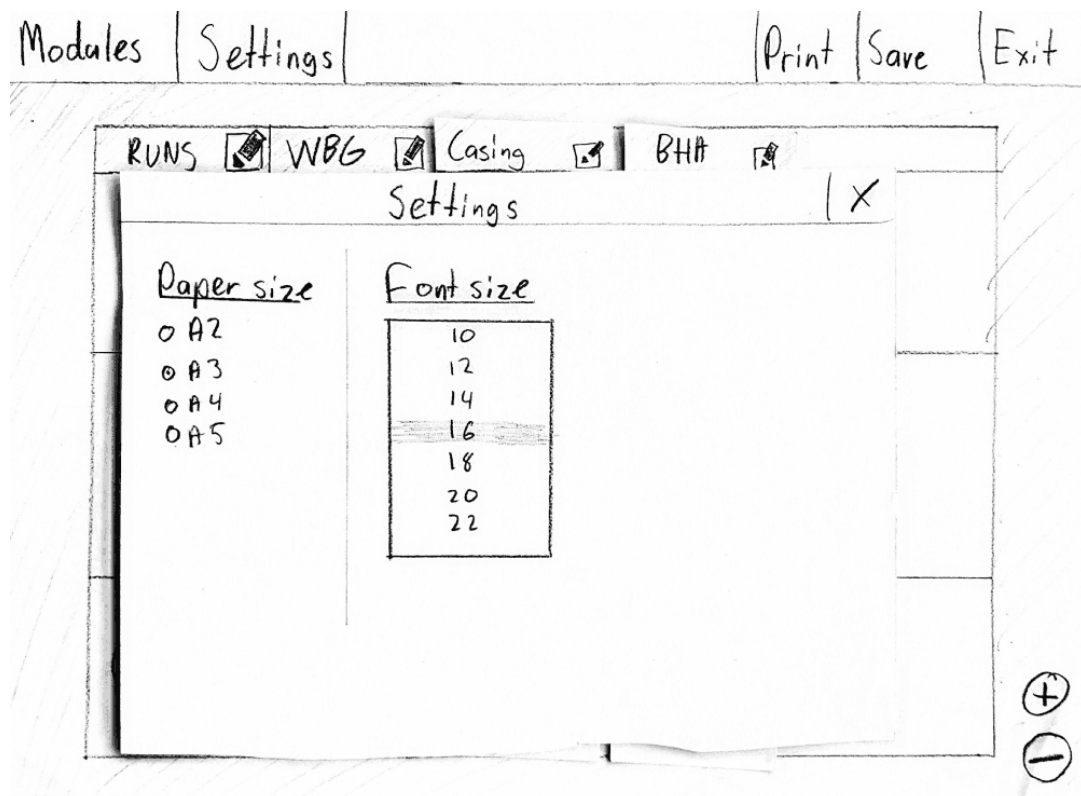 Modules Settings Print Save Exit
RUNS WBG Casing BHA
Settings X
Paper size
A2
A3
A4
A5
Font size
10
12
14
16
18
20
22
+
-